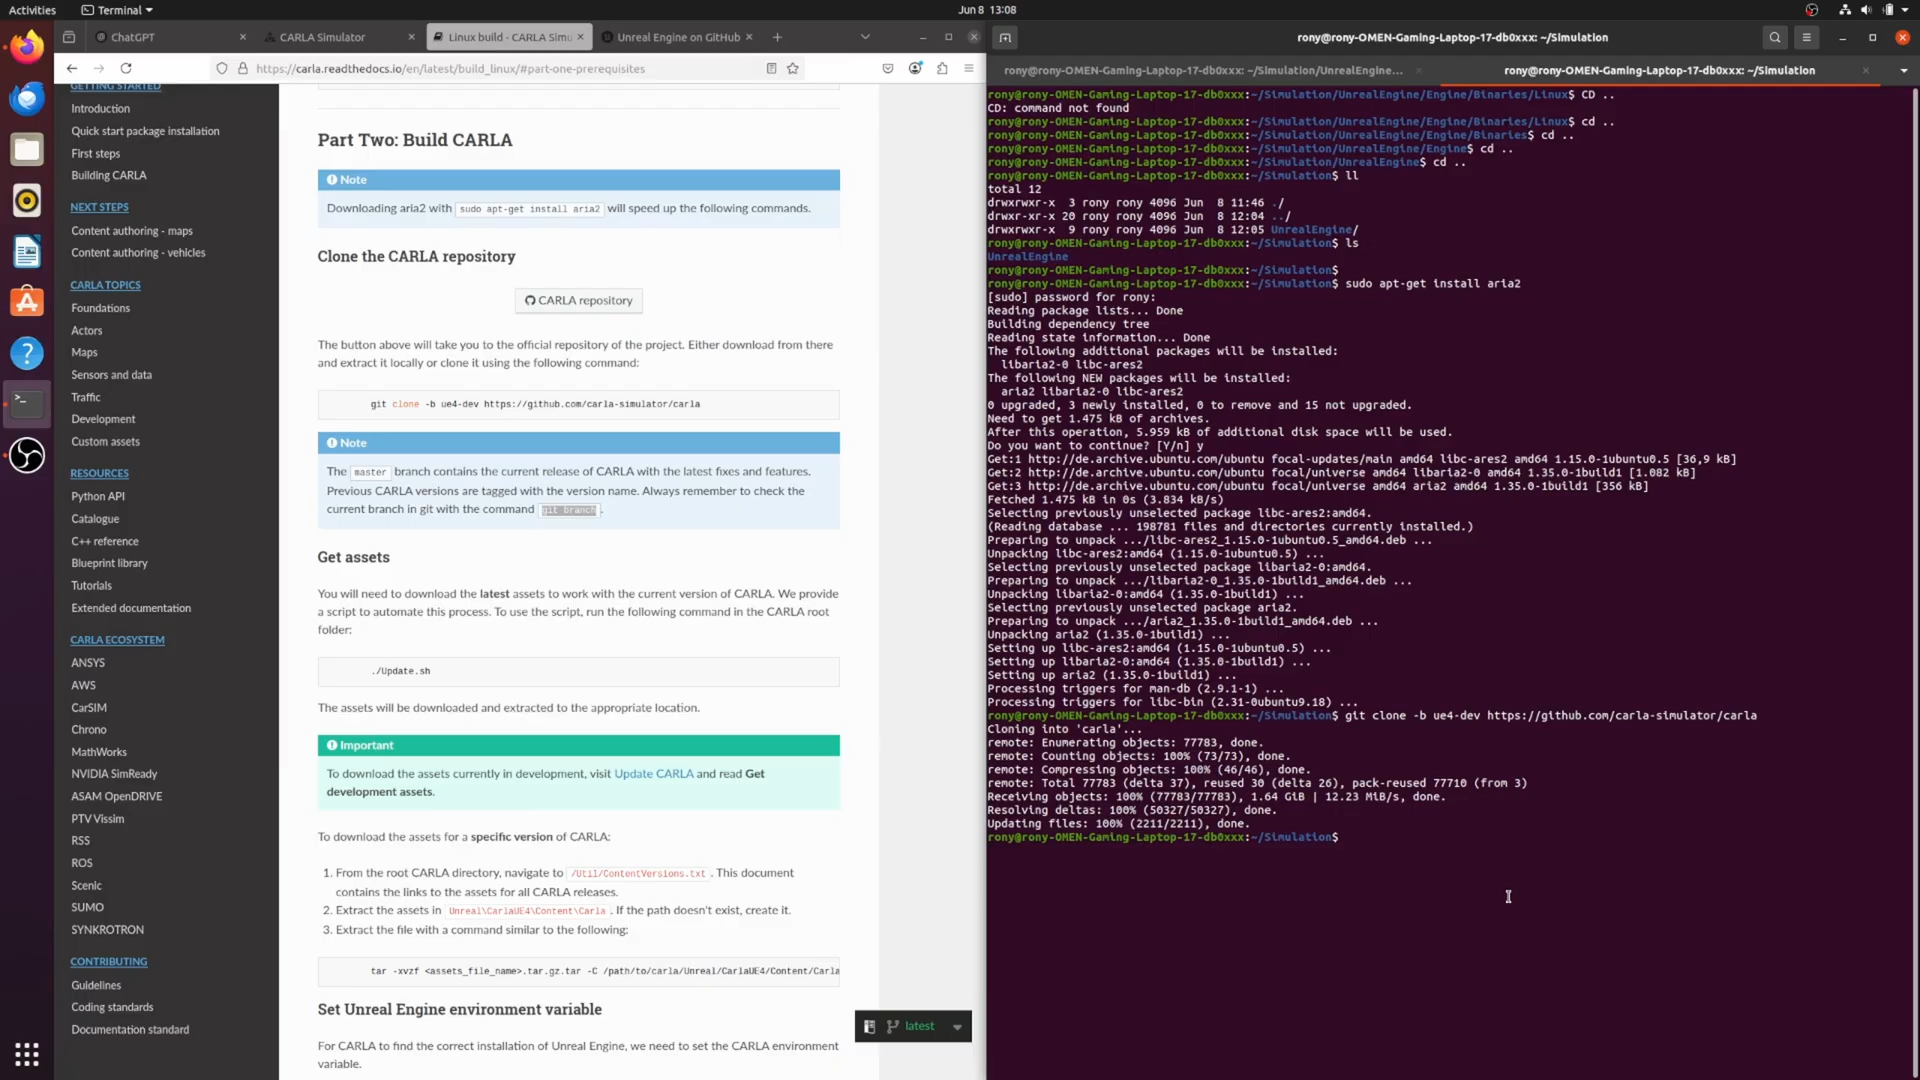 Activities
Terminal
Jun 8 13:08
ChatGPT
CARLA Simulator
Linux build - CARLA Simu
Unreal Engine on GitHub
https://carla.readthedocs.io/en/latest/build_linux/#part-one-prerequisites
GETTING STARTED
Introduction
Quick start package installation
First steps
Building CARLA
NEXT STEPS
Content authoring - maps
Content authoring - vehicles
CARLA TOPICS
Foundations
Actors
Maps
Sensors and data
Traffic
Development
Custom assets
RESOURCES
Python API
Catalogue
C++ reference
Blueprint library
Tutorials
Extended documentation
CARLA ECOSYSTEM
ANSYS
AWS
CarSIM
Chrono
MathWorks
NVIDIA SimReady
ASAM OpenDRIVE
PTV Vissim
RSS
ROS
Scenic
SUMO
SYNKROTRON
CONTRIBUTING
Guidelines
Coding standards
Documentation standard
Part Two: Build CARLA
Note
Downloading aria2 with sudo apt-get install aria2 will speed up the following commands.
Clone the CARLA repository
CARLA repository
The button above will take you to the official repository of the project. Either download from there
and extract it locally or clone it using the following command:
git clone -b ue4-dev https://github.com/carla-simulator/carla
Note
The master branch contains the current release of CARLA with the latest fixes and features.
Previous CARLA versions are tagged with the version name. Always remember to check the
current branch in git with the command git branch .
Get assets
You will need to download the latest assets to work with the current version of CARLA. We provide
a script to automate this process. To use the script, run the following command in the CARLA root
folder:
./Update.sh
The assets will be downloaded and extracted to the appropriate location.
Important
To download the assets currently in development, visit Update CARLA and read Get
development assets.
To download the assets for a specific version of CARLA:
1. From the root CARLA directory, navigate to /Util/ContentVersions.txt . This document
contains the links to the assets for all CARLA releases.
2. Extract the assets in Unreal\CarlaUE4\Content\Carla . If the path doesn't exist, create it.
3. Extract the file with a command similar to the following:
tar -xvzf <assets_file_name>.tar.gz.tar -C /path/to/carla/Unreal/CarlaUE4/Content/Carla
Set Unreal Engine environment variable
For CARLA to find the correct installation of Unreal Engine, we need to set the CARLA environment
variable.
latest
rony@rony-OMEN-Gaming-Laptop-17-db0xxx: ~/Simulation
rony@rony-OMEN-Gaming-Laptop-17-db0xxx: ~/Simulation/UnrealEngine...
rony@rony-OMEN-Gaming-Laptop-17-db0xxx: ~/Simulation
rony@rony-OMEN-Gaming-Laptop-17-db0xxx:~/Simulation/UnrealEngine/Engine/Binaries/Linux$ CD ..
CD: command not found
rony@rony-OMEN-Gaming-Laptop-17-db0xxx:~/Simulation/UnrealEngine/Engine/Binaries/Linux$ cd ..
rony@rony-OMEN-Gaming-Laptop-17-db0xxx:~/Simulation/UnrealEngine/Engine/Binaries$ cd ..
rony@rony-OMEN-Gaming-Laptop-17-db0xxx:~/Simulation/UnrealEngine/Engine$ cd ..
rony@rony-OMEN-Gaming-Laptop-17-db0xxx:~/Simulation/UnrealEngine$ cd ..
rony@rony-OMEN-Gaming-Laptop-17-db0xxx:~/Simulation$ ll
total 12
drwxrwxr-x 3 rony rony 4096 Jun 8 11:46 ./
drwxr-xr-x 20 rony rony 4096 Jun 8 12:04 ../
drwxrwxr-x 9 rony rony 4096 Jun 8 12:05 UnrealEngine/
rony@rony-OMEN-Gaming-Laptop-17-db0xxx:~/Simulation$ ls
UnrealEngine
rony@rony-OMEN-Gaming-Laptop-17-db0xxx:~/Simulation$
rony@rony-OMEN-Gaming-Laptop-17-db0xxx:~/Simulation$ sudo apt-get install aria2
[sudo] password for rony:
Reading package lists... Done
Building dependency tree
Reading state information... Done
The following additional packages will be installed:
libaria2-0 libc-ares2
The following NEW packages will be installed:
aria2 libaria2-0 libc-ares2
0 upgraded, 3 newly installed, 0 to remove and 15 not upgraded.
Need to get 1.475 kB of archives.
After this operation, 5.959 kB of additional disk space will be used.
Do you want to continue? [Y/n] y
Get:1 http://de.archive.ubuntu.com/ubuntu focal-updates/main amd64 libc-ares2 amd64 1.15.0-1ubuntu0.5 [36,9 kB]
Get:2 http://de.archive.ubuntu.com/ubuntu focal/universe amd64 libaria2-0 amd64 1.35.0-1build1 [1.082 kB]
Get:3 http://de.archive.ubuntu.com/ubuntu focal/universe amd64 aria2 amd64 1.35.0-1build1 [356 kB]
Fetched 1.475 kB in 0s (3.834 kB/s)
Selecting previously unselected package libc-ares2:amd64.
(Reading database ... 198781 files and directories currently installed.)
Preparing to unpack .../libc-ares2_1.15.0-1ubuntu0.5_amd64.deb ...
Unpacking libc-ares2:amd64 (1.15.0-1ubuntu0.5) ...
Selecting previously unselected package libaria2-0:amd64.
Preparing to unpack .../libaria2-0_1.35.0-1build1_amd64.deb ...
Unpacking libaria2-0:amd64 (1.35.0-1build1) ...
Selecting previously unselected package aria2.
Preparing to unpack .../aria2_1.35.0-1build1_amd64.deb ...
Unpacking aria2 (1.35.0-1build1) ...
Setting up libc-ares2:amd64 (1.15.0-1ubuntu0.5) ...
Setting up libaria2-0:amd64 (1.35.0-1build1) ...
Setting up aria2 (1.35.0-1build1) ...
Processing triggers for man-db (2.9.1-1) ...
Processing triggers for libc-bin (2.31-0ubuntu9.18) ...
rony@rony-OMEN-Gaming-Laptop-17-db0xxx:~/Simulation$ git clone -b ue4-dev https://github.com/carla-simulator/carla
Cloning into 'carla'...
remote: Enumerating objects: 77783, done.
remote: Counting objects: 100% (73/73), done.
remote: Compressing objects: 100% (46/46), done.
remote: Total 77783 (delta 37), reused 30 (delta 26), pack-reused 77710 (from 3)
Receiving objects: 100% (77783/77783), 1.64 GiB | 12.23 MiB/s, done.
Resolving deltas: 100% (50327/50327), done.
Updating files: 100% (2211/2211), done.
rony@rony-OMEN-Gaming-Laptop-17-db0xxx:~/Simulation$